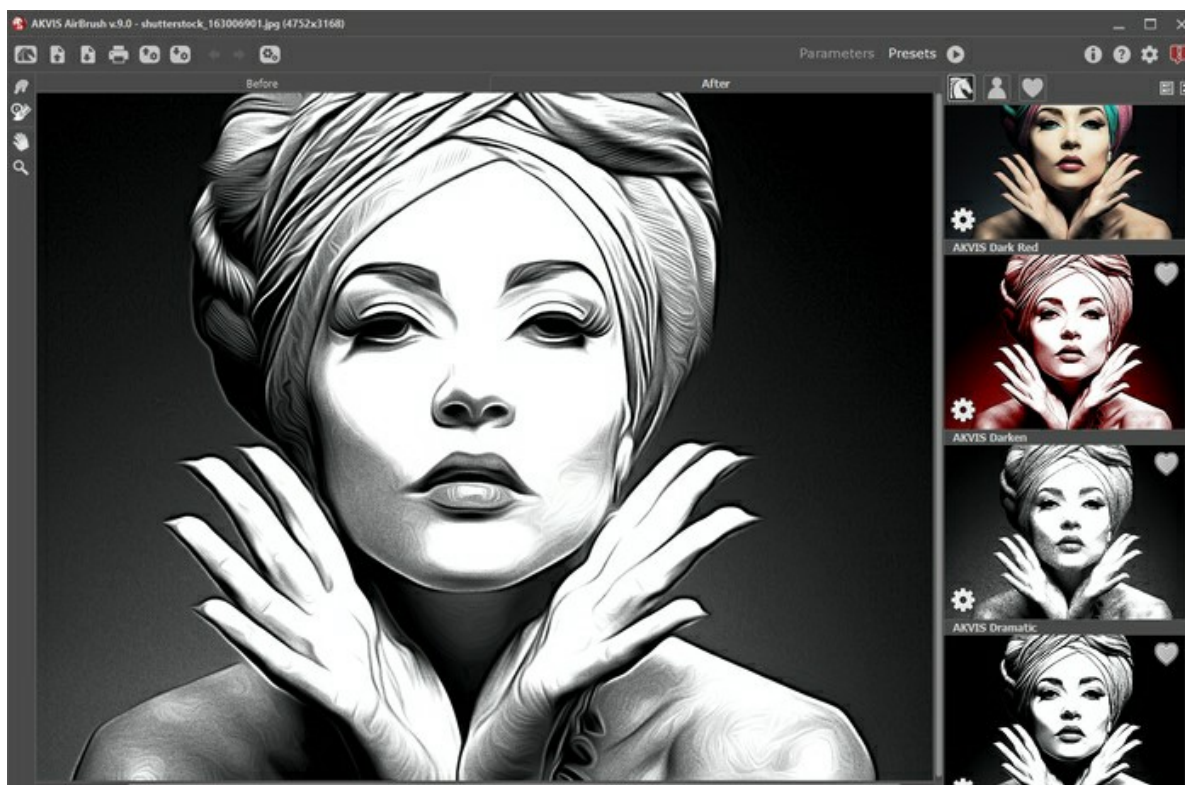 AKVIS AirBrush v.9.0 - shutterstock_163006901.jpg (4752x3168)
Parameters Presets
Before After
AKVIS Dark Red
AKVIS Darken
AKVIS Dramatic